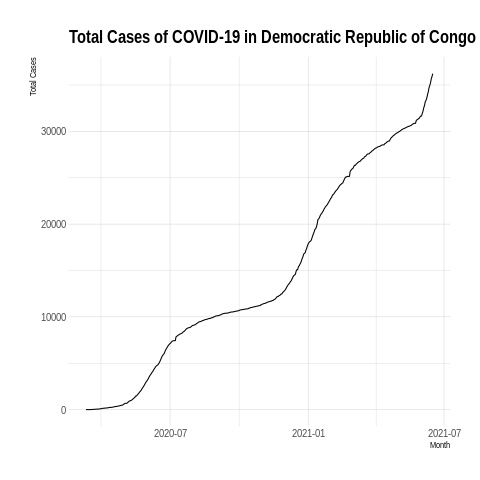 Total Cases of COVID-19 in Democratic Republic of Congo
Total Cases
30000
20000
10000
0
2020-07 2021-01 2021-07
Month